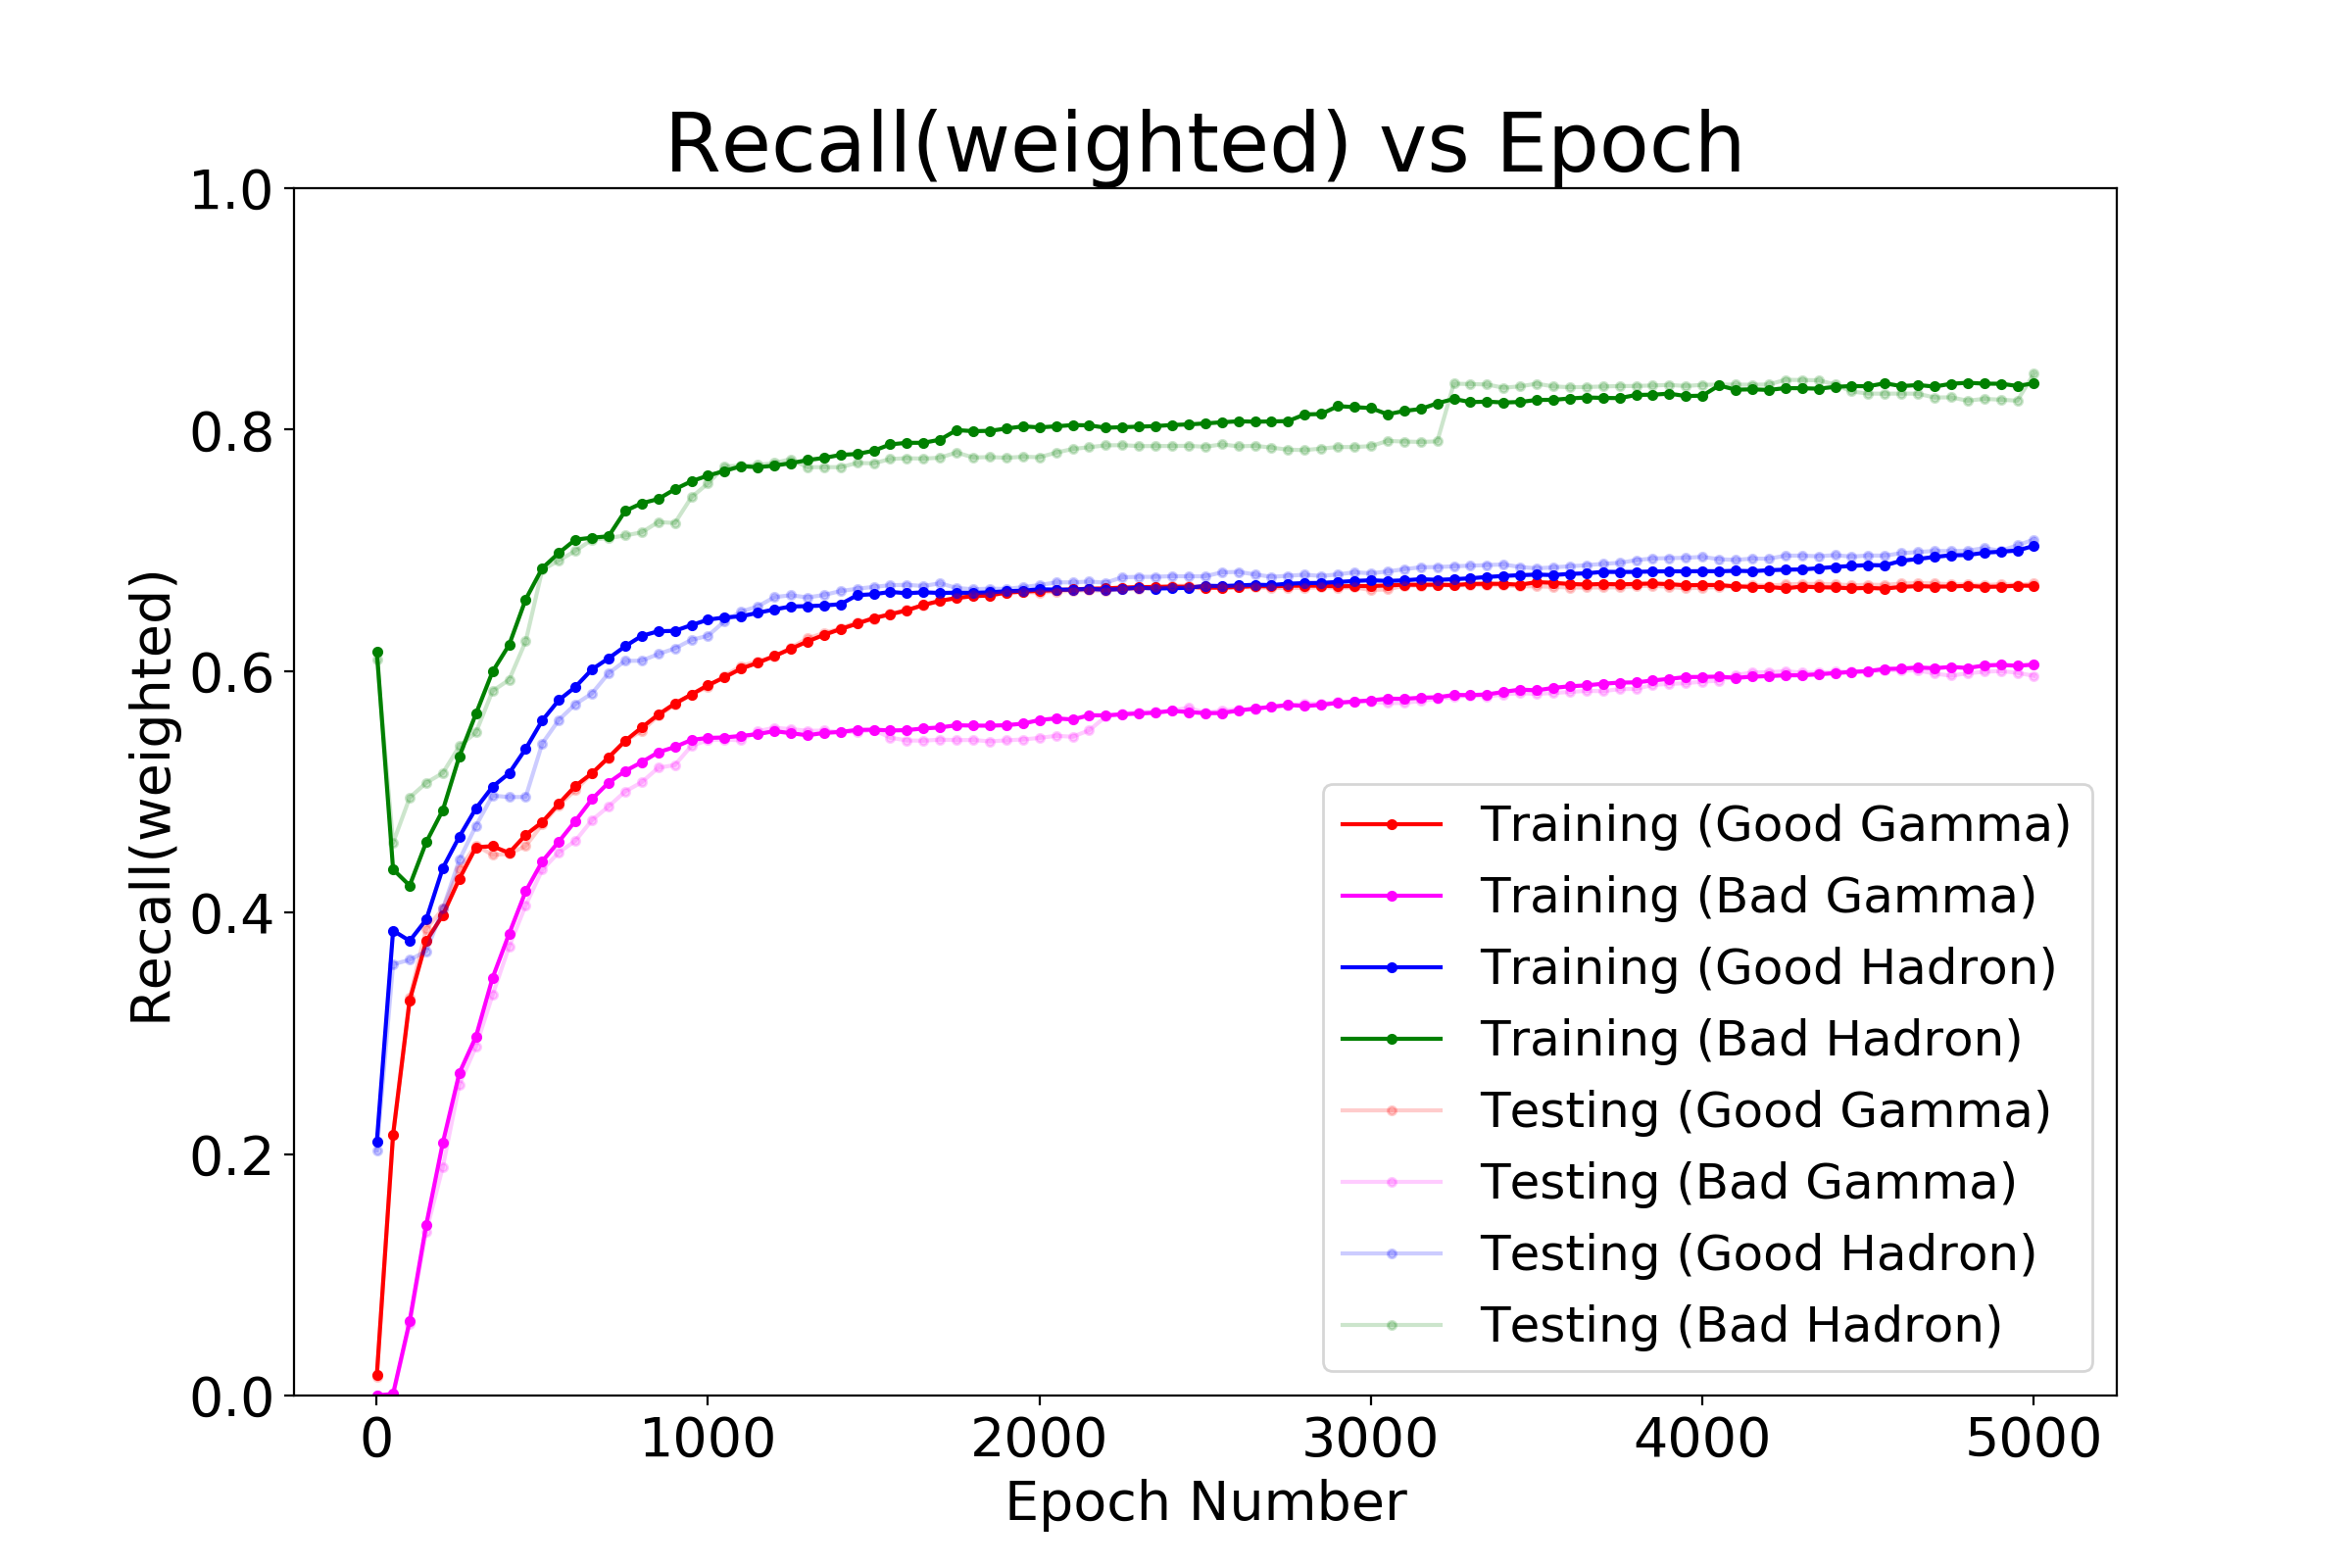 Recall(weighted) vs Epoch
Recall(weighted)
1.0
0.8
0.6
0.4
0.2
0.0
0 1000 2000 3000 4000 5000
Epoch Number
Training (Good Gamma)
Training (Bad Gamma)
Training (Good Hadron)
Training (Bad Hadron)
Testing (Good Gamma)
Testing (Bad Gamma)
Testing (Good Hadron)
Testing (Bad Hadron)